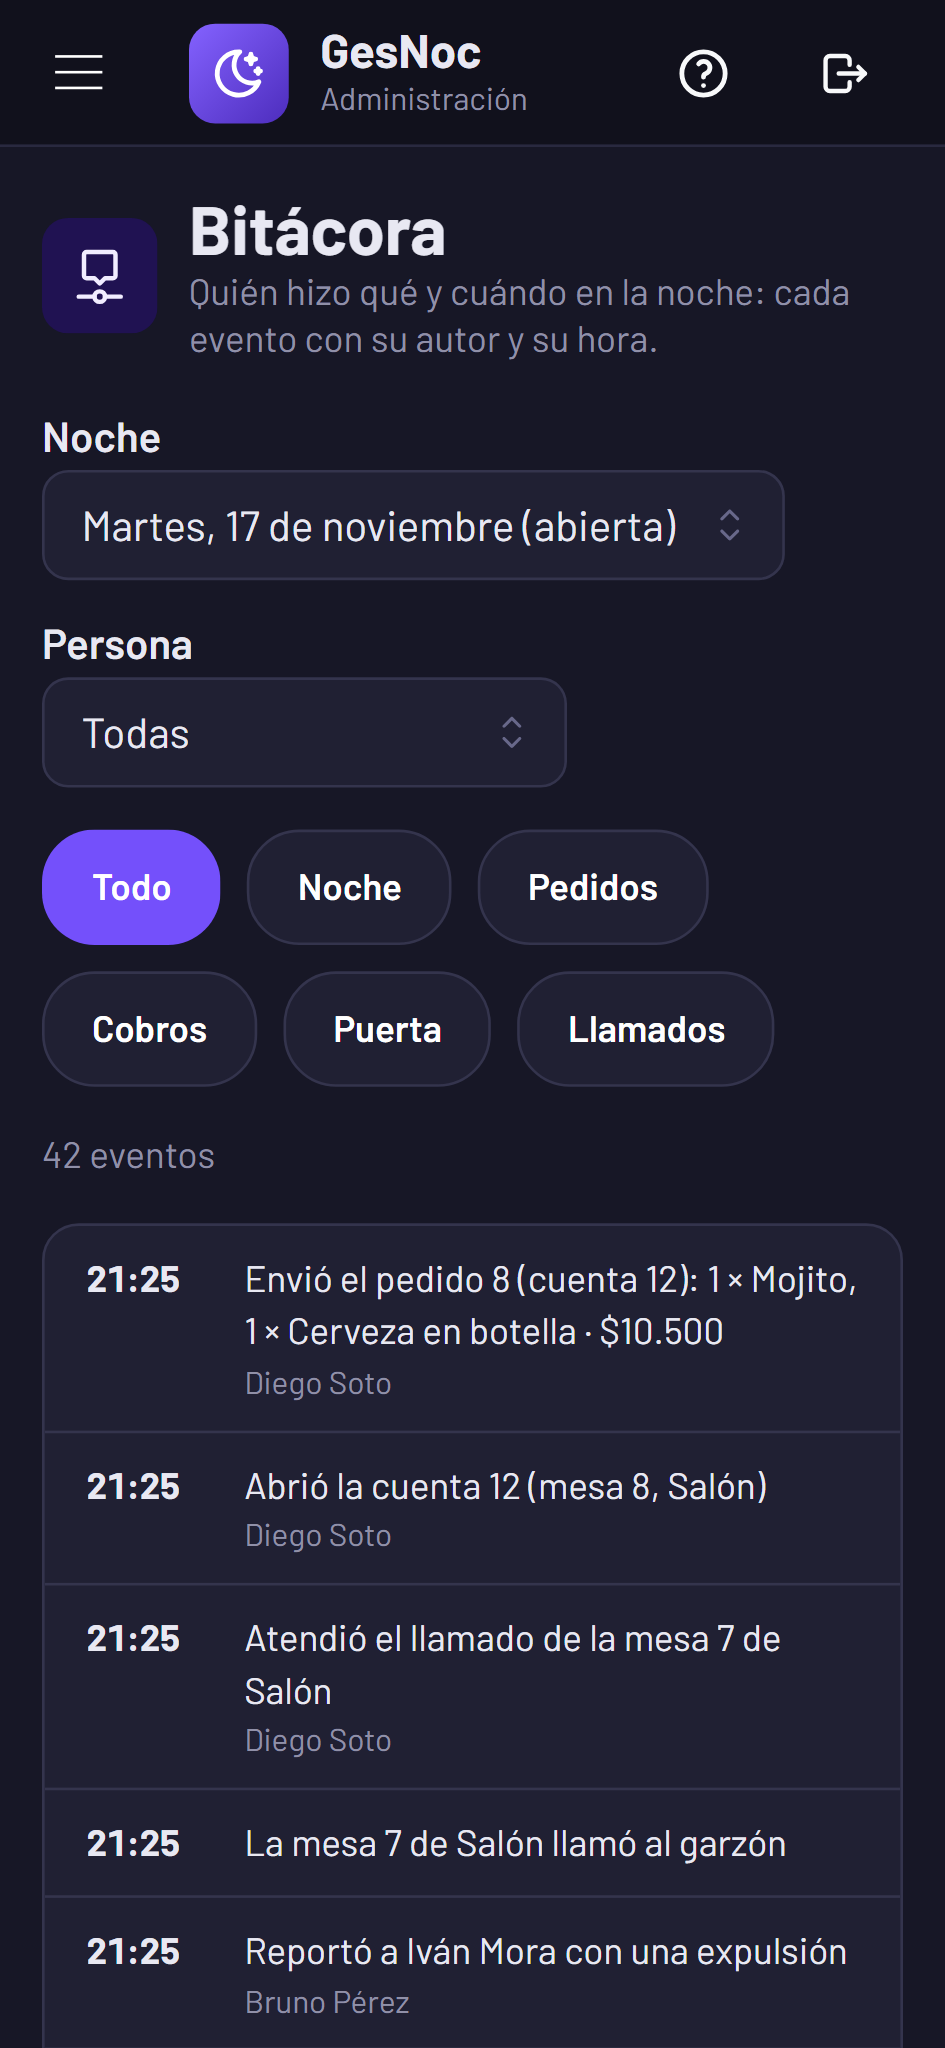 GesNoc
Administración
Bitácora
Quién hizo qué y cuándo en la noche: cada
evento con su autor y su hora.
Noche
Martes, 17 de noviembre (abierta)
Persona
Todas
Todo
Noche
Pedidos
Cobros
Puerta
Llamados
42 eventos
21:25
Envió el pedido 8 (cuenta 12): 1 × Mojito,
1 × Cerveza en botella · $10.500
Diego Soto
21:25
Abrió la cuenta 12 (mesa 8, Salón)
Diego Soto
21:25
Atendió el llamado de la mesa 7 de
Salón
Diego Soto
21:25
La mesa 7 de Salón llamó al garzón
21:25
Reportó a Iván Mora con una expulsión
Bruno Pérez